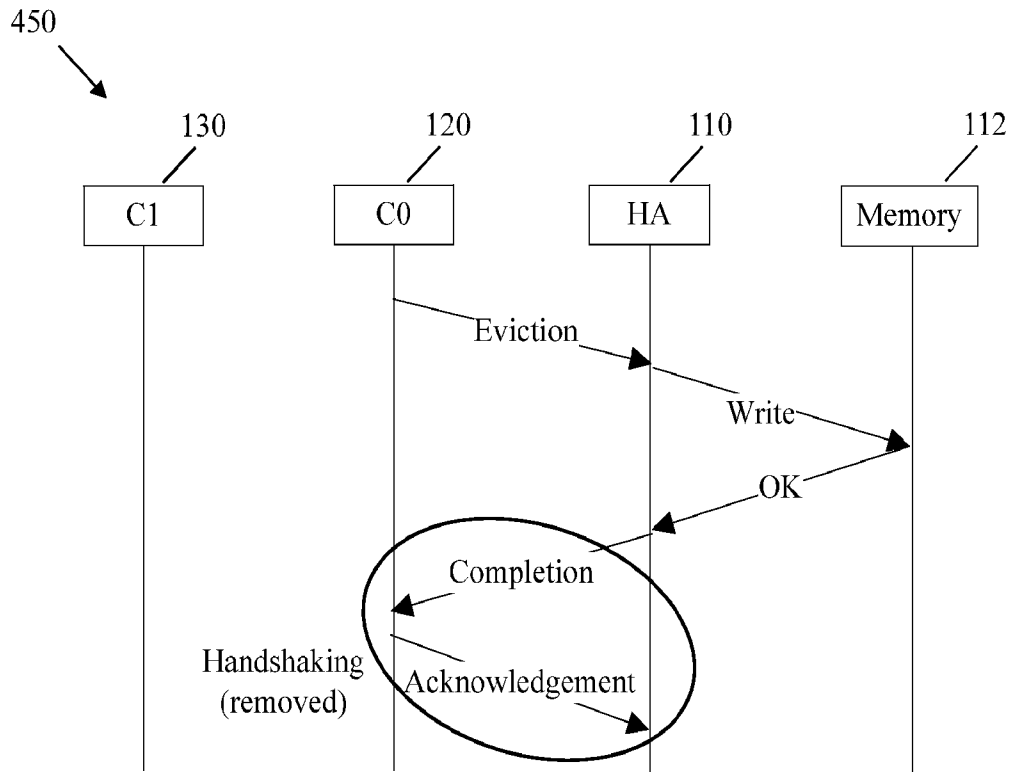 450
130
120
110
112
C1
C0
HA
Memory
Eviction
Write
OK
Completion
Handshaking
(removed)
Acknowledgement